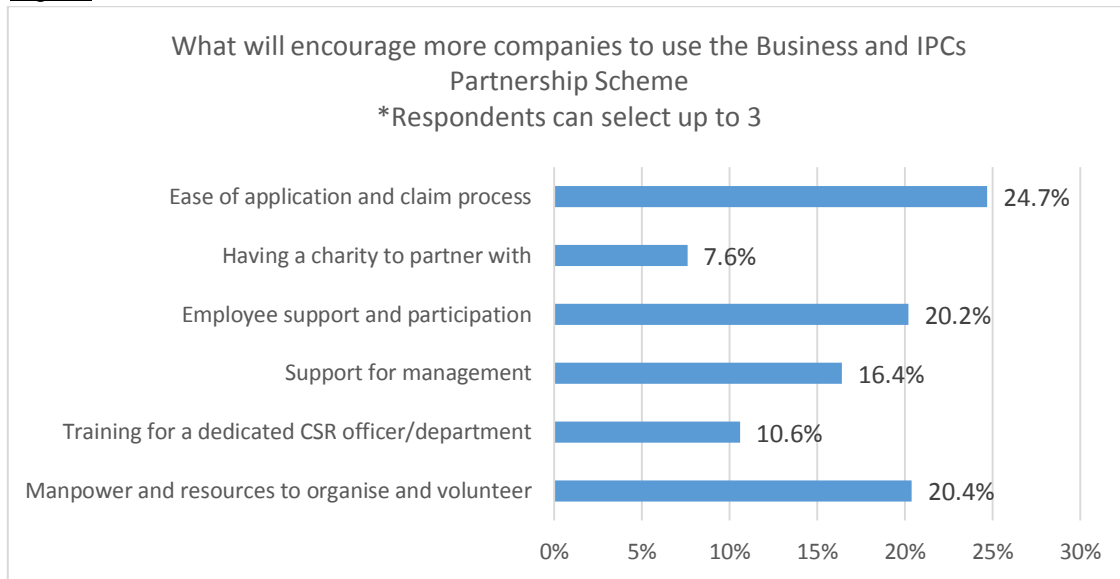 What will encourage more companies to use the Business and IPCs
Partnership Scheme
*Respondents can select up to 3
Ease of application and claim process 24.7%
Having a charity to partner with 7.6%
Employee support and participation 20.2%
Support for management 16.4%
Training for a dedicated CSR officer/department 10.6%
Manpower and resources to organise and volunteer 20.4%
0% 5% 10% 15% 20% 25% 30%